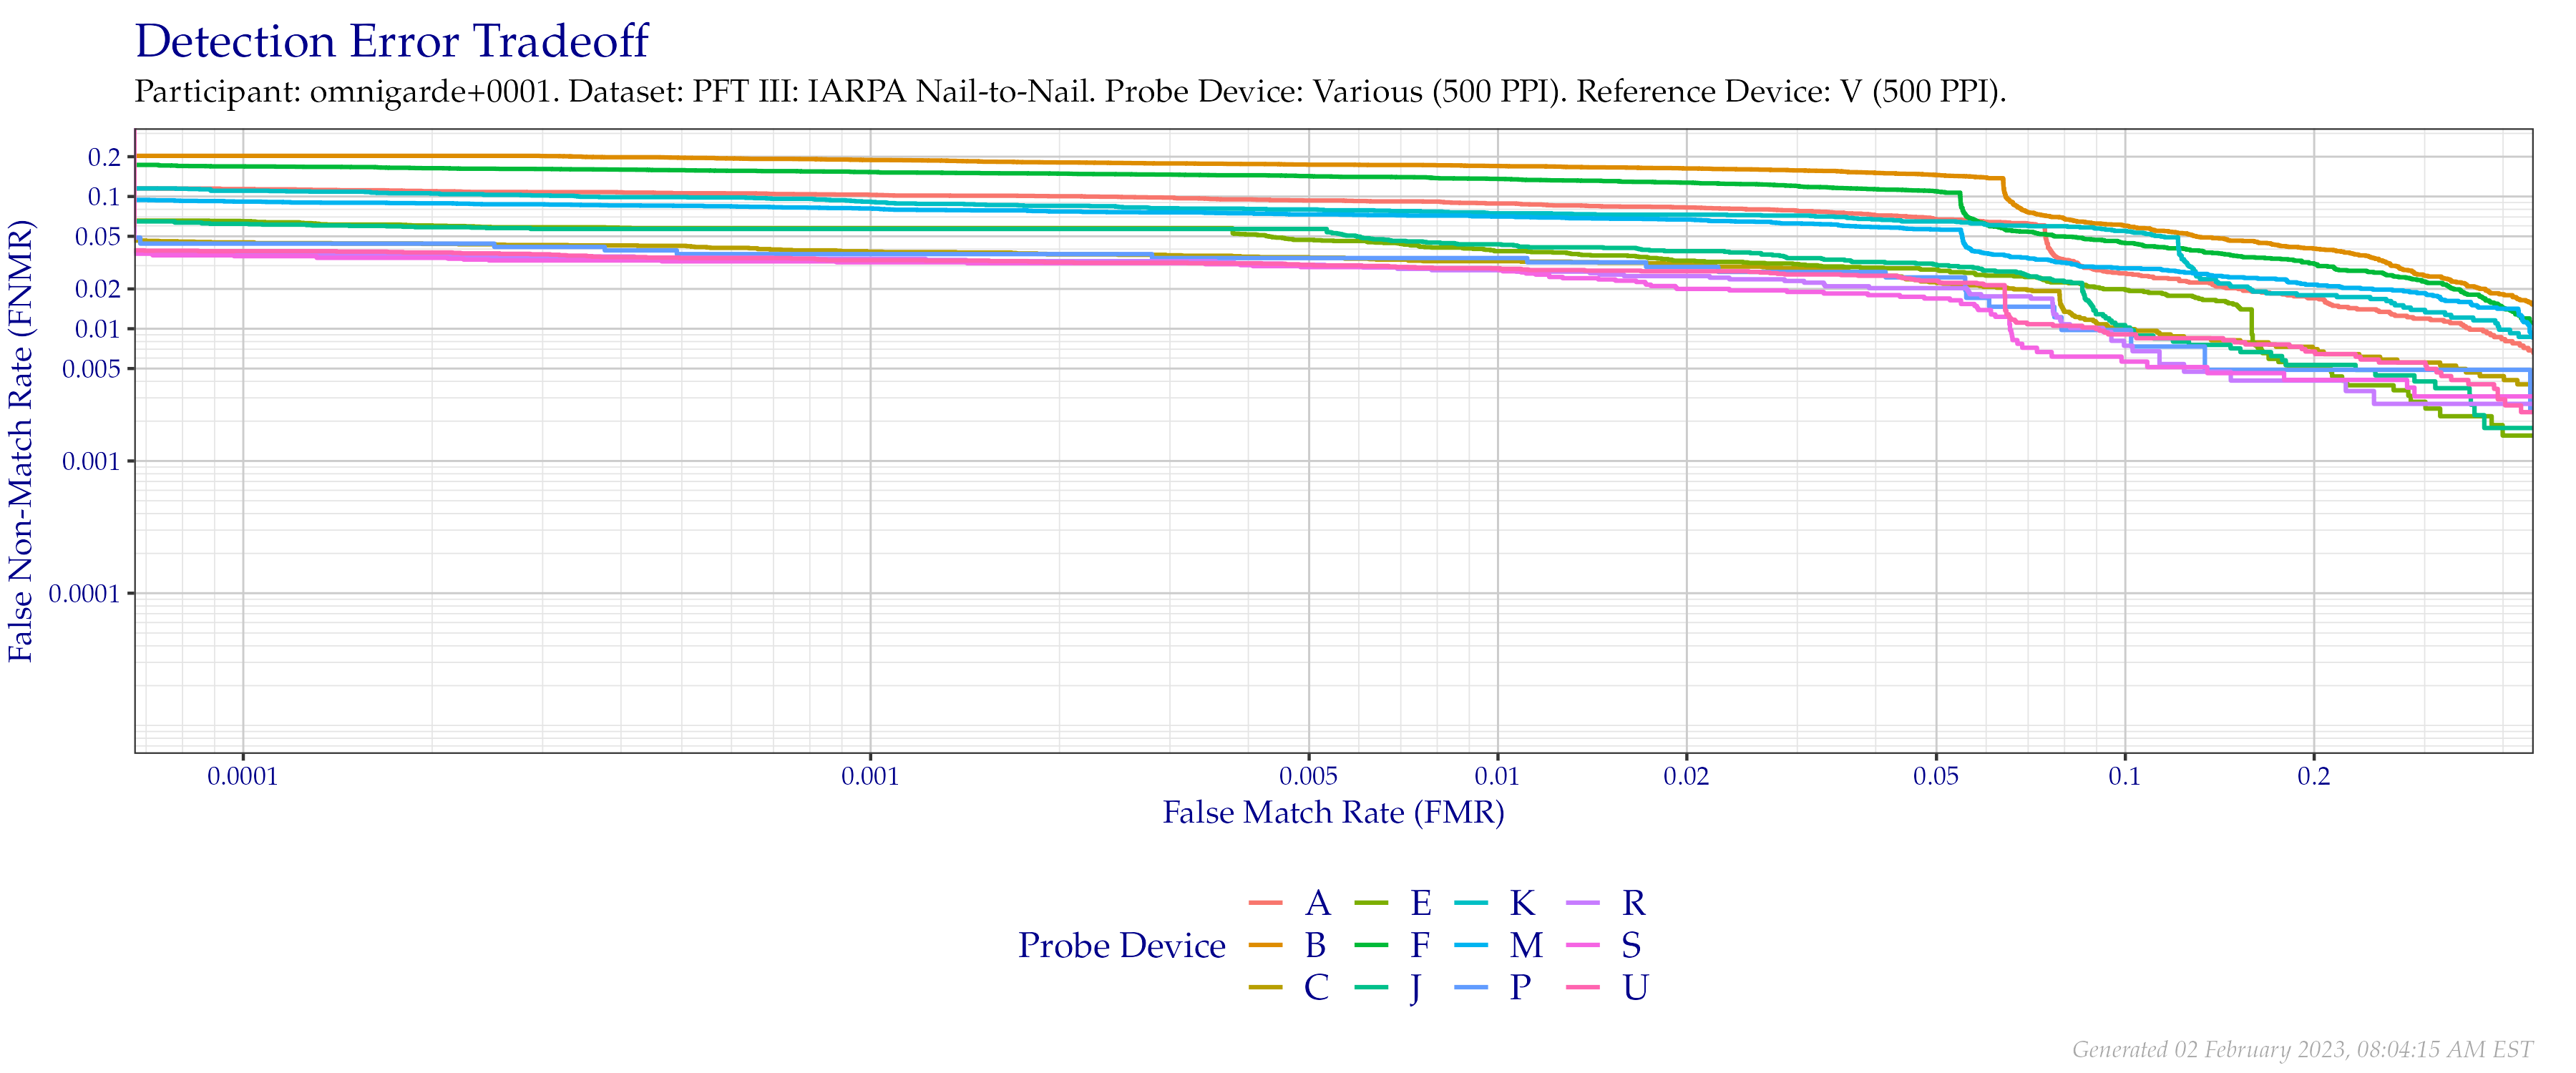 Detection Error Tradeoff
Participant: omnigarde+0001. Dataset: PFT III: IARPA Nail-to-Nail. Probe Device: Various (500 PPI). Reference Device: V (500 PPI).
False Non-Match Rate (FNMR)
0.2
0.1
0.05
0.02
0.01
0.005
0.001
0.0001
0.0001 0.001 0.005 0.01 0.02 0.05 0.1 0.2
False Match Rate (FMR)
A E K R
Probe Device B F M S
C J P U
Generated 02 February 2023, 08:04:15 AM EST